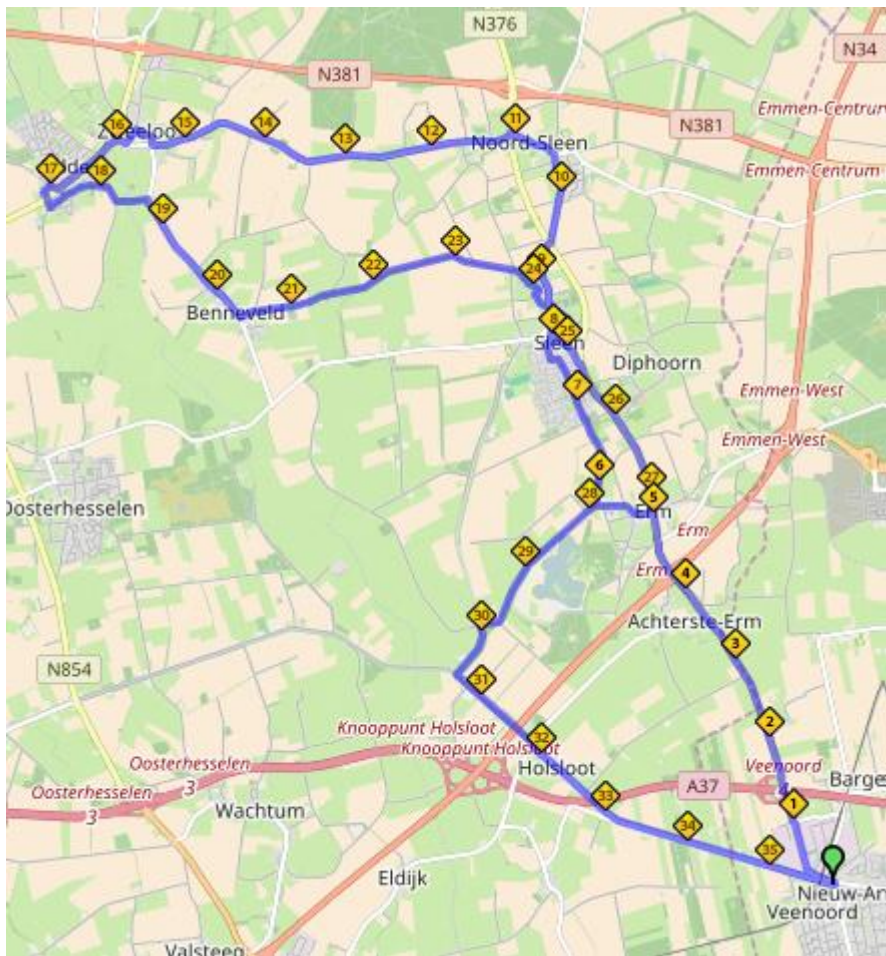 N376
N34
N381
Emmen-Centrum
N381
16
15
14
13
12
11
Noord-Sleen
Emmen-Centrum
17
18
10
19
23
9
24
22
20
21
Benneveld
8
25
Sleen
Diphoorn
7
26
Emmen-West
Emmen-West
6
27
28
5
Oosterhesselen
Erm
Erm
29
Erm
4
30
Achterste-Erm
3
N854
31
2
Knooppunt Holsloot
32
Knooppunt Holsloot
Oosterhesselen
Holsloot
Veenoord
3
A37
Oosterhesselen
33
1
3
Wachtum
34
35
Eldijk
Nieuw-An
Veenoord
Valsteeg